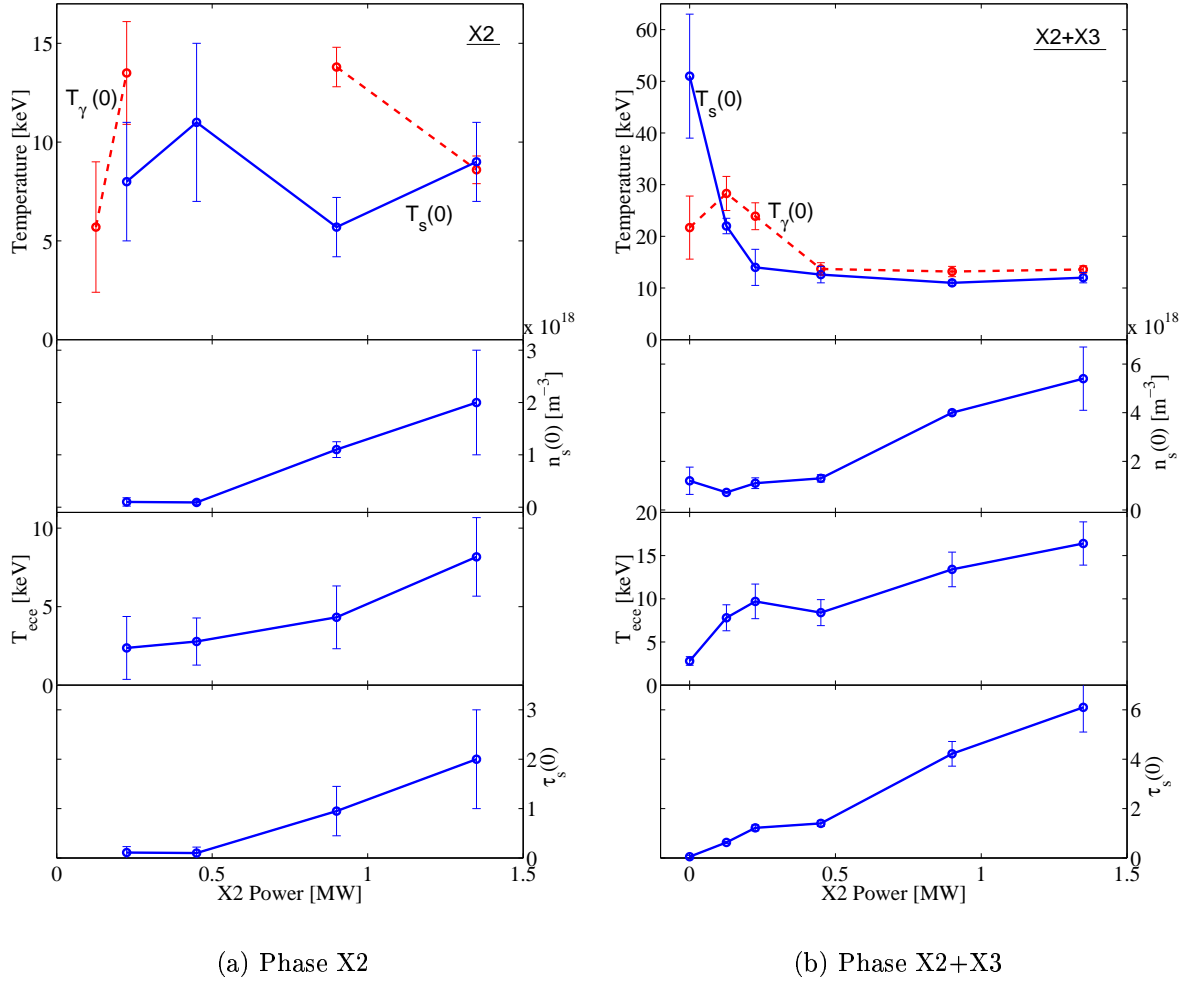 X2
15
10
5
0
Temperature [keV]
T_γ(0)
T_s(0)
x 10^18
3
2
1
0
n_s(0) [m^−3]
10
5
0
T_ece [keV]
3
2
1
0
τ_s(0)
0 0.5 1 1.5
X2 Power [MW]
(a) Phase X2
X2+X3
60
50
40
30
20
10
0
Temperature [keV]
T_s(0)
T_γ(0)
x 10^18
6
4
2
0
n_s(0) [m^−3]
20
15
10
5
0
T_ece [keV]
6
4
2
0
τ_s(0)
0 0.5 1 1.5
X2 Power [MW]
(b) Phase X2+X3